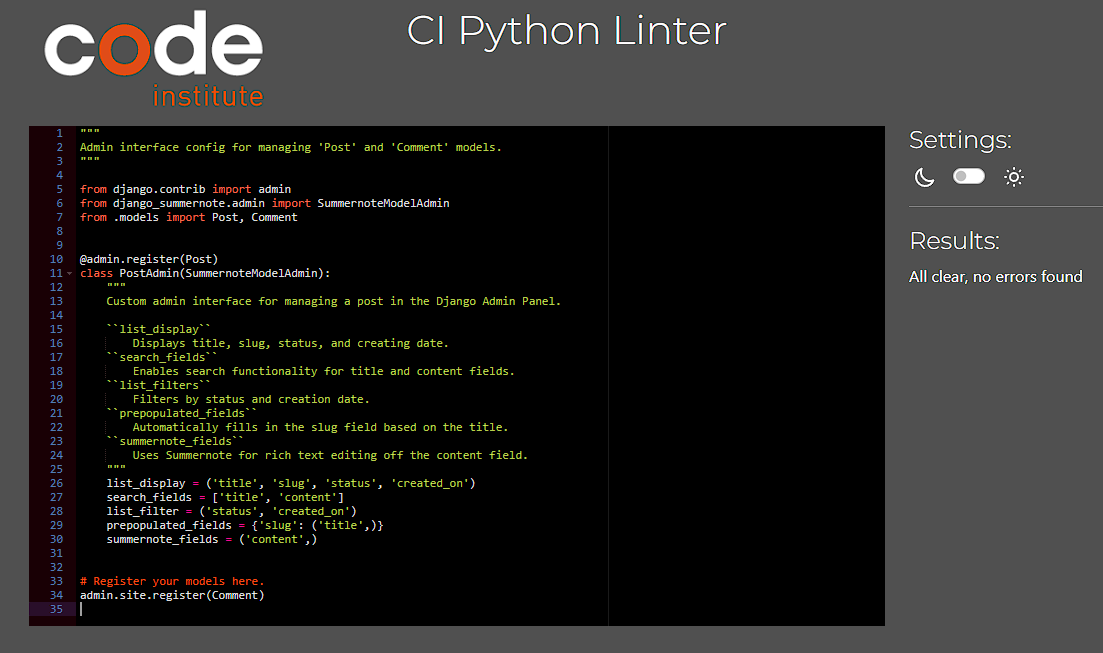 code
institute
CI Python Linter
1 """
2 Admin interface config for managing 'Post' and 'Comment' models.
3 """
4
5 from django.contrib import admin
6 from django_summernote.admin import SummernoteModelAdmin
7 from .models import Post, Comment
8
9
10 @admin.register(Post)
11 class PostAdmin(SummernoteModelAdmin):
12     """
13     Custom admin interface for managing a post in the Django Admin Panel.
14
15     ``list_display``
16         Displays title, slug, status, and creating date.
17     ``search_fields``
18         Enables search functionality for title and content fields.
19     ``list_filters``
20         Filters by status and creation date.
21     ``prepopulated_fields``
22         Automatically fills in the slug field based on the title.
23     ``summernote_fields``
24         Uses Summernote for rich text editing off the content field.
25     """
26     list_display = ('title', 'slug', 'status', 'created_on')
27     search_fields = ['title', 'content']
28     list_filter = ('status', 'created_on')
29     prepopulated_fields = {'slug': ('title',)}
30     summernote_fields = ('content',)
31
32
33 # Register your models here.
34 admin.site.register(Comment)
35
Settings:
Results:
All clear, no errors found